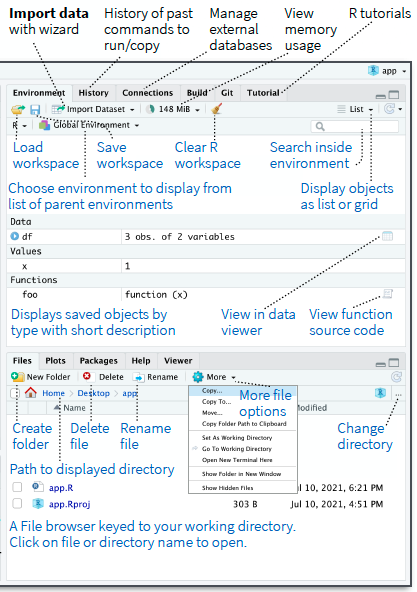 Import data with wizard
History of past commands to run/copy
Manage external databases
View memory usage
R tutorials
app
Environment History Connections Build Git Tutorial
Import Dataset 148 MiB List
R Global Environment
Load workspace
Save workspace
Clear R workspace
Search inside environment
Choose environment to display from list of parent environments
Display objects as list or grid
Data
df 3 obs. of 2 variables
Values
x 1
Functions
foo function (x)
Displays saved objects by type with short description
View in data viewer
View function source code
Files Plots Packages Help Viewer
New Folder Delete Rename More
Home Desktop app ...
Name Modified
Copy...
Copy To...
Move...
Copy Folder Path to Clipboard
Set As Working Directory
Go To Working Directory
Open New Terminal Here
Show Folder in New Window
Show Hidden Files
More file options
Create folder
Delete file
Rename file
Change directory
Path to displayed directory
app.R Jul 10, 2021, 6:21 PM
app.Rproj 303 B Jul 10, 2021, 4:51 PM
A File browser keyed to your working directory.
Click on file or directory name to open.